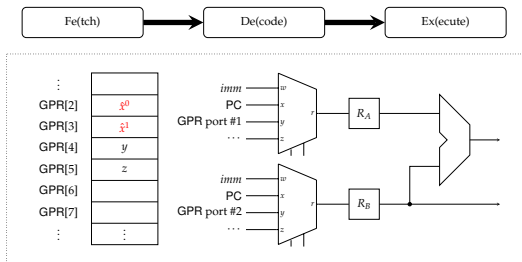 Fe(tch) De(code) Ex(ecute)
⋮
GPR[2] x̂⁰
GPR[3] x̂¹
GPR[4] y
GPR[5] z
GPR[6]
GPR[7]
⋮ ⋮
imm w
PC x
GPR port #1 y
⋯ z
r
R_A
imm w
PC x
GPR port #2 y
⋯ z
r
R_B